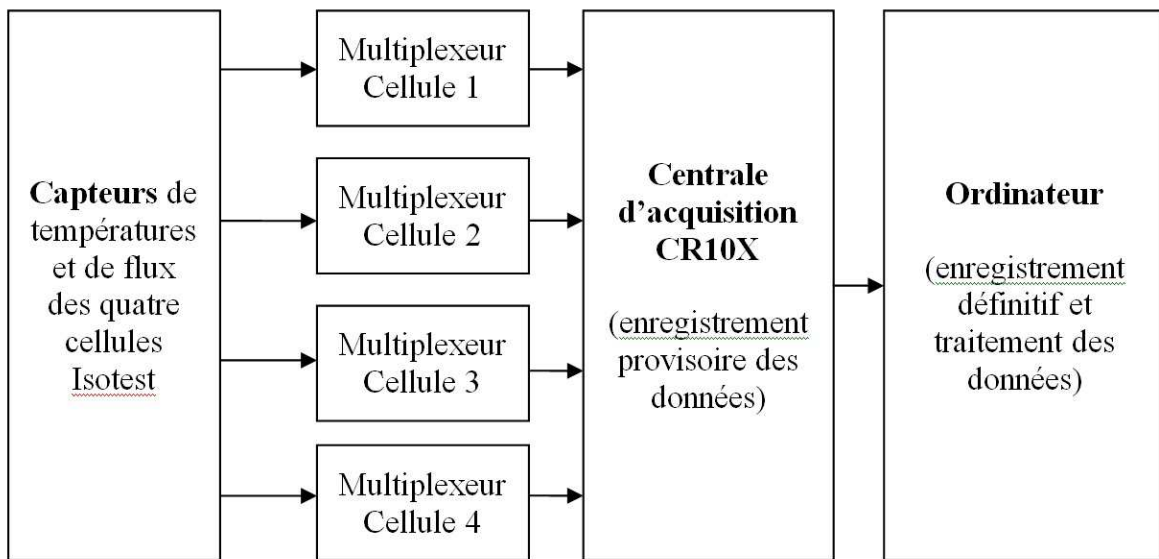 Capteurs de
températures
et de flux
des quatre
cellules
Isotest
Multiplexeur
Cellule 1
Multiplexeur
Cellule 2
Multiplexeur
Cellule 3
Multiplexeur
Cellule 4
Centrale
d’acquisition
CR10X
(enregistrement
provisoire des
données)
Ordinateur
(enregistrement
définitif et
traitement des
données)